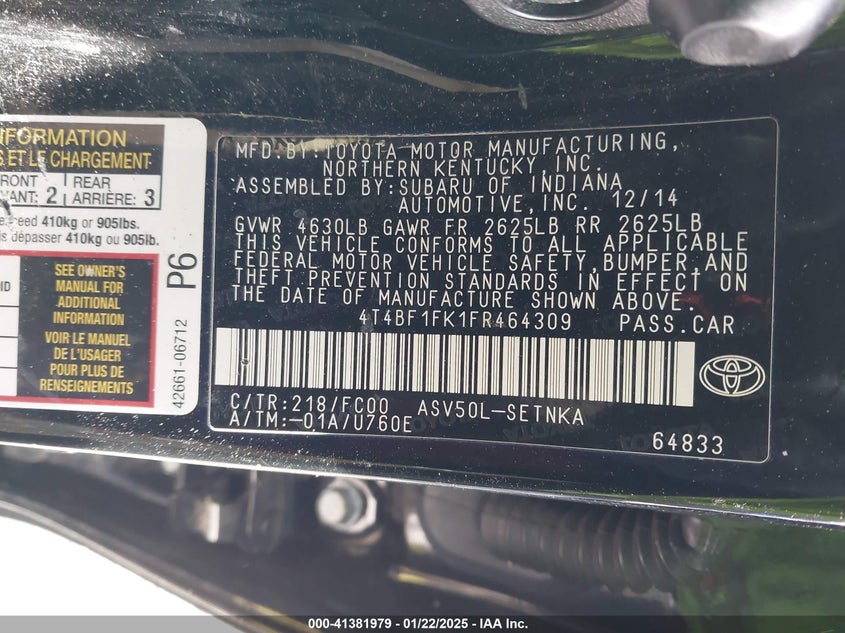 INFORMATION
ET LE CHARGEMENT
FRONT
2
REAR
ARRIÈRE: 3
410kg or 905lbs.
dépasser 410kg ou 905lb.
SEE OWNER'S
MANUAL FOR
ADDITIONAL
INFORMATION
VOIR LE MANUEL
DE L'USAGER
POUR PLUS DE
RENSEIGNEMENTS
P6
42661-06712
MFD.BY:TOYOTA MOTOR MANUFACTURING,
NORTHERN KENTUCKY,INC.
ASSEMBLED BY:SUBARU OF INDIANA
AUTOMOTIVE,INC. 12/14
GVWR 4630LB GAWR FR 2625LB RR 2625LB
THIS VEHICLE CONFORMS TO ALL APPLICABLE
FEDERAL MOTOR VEHICLE SAFETY,BUMPER,AND
THEFT PREVENTION STANDARDS IN EFFECT ON
THE DATE OF MANUFACTURE SHOWN ABOVE.
4T4BF1FK1FR464309 PASS.CAR
C/TR:218/FC00 ASV50L-SETNKA
A/TM:-01A/U760E
64833
000-41381979 / 01/22/2025 - IAA Inc.